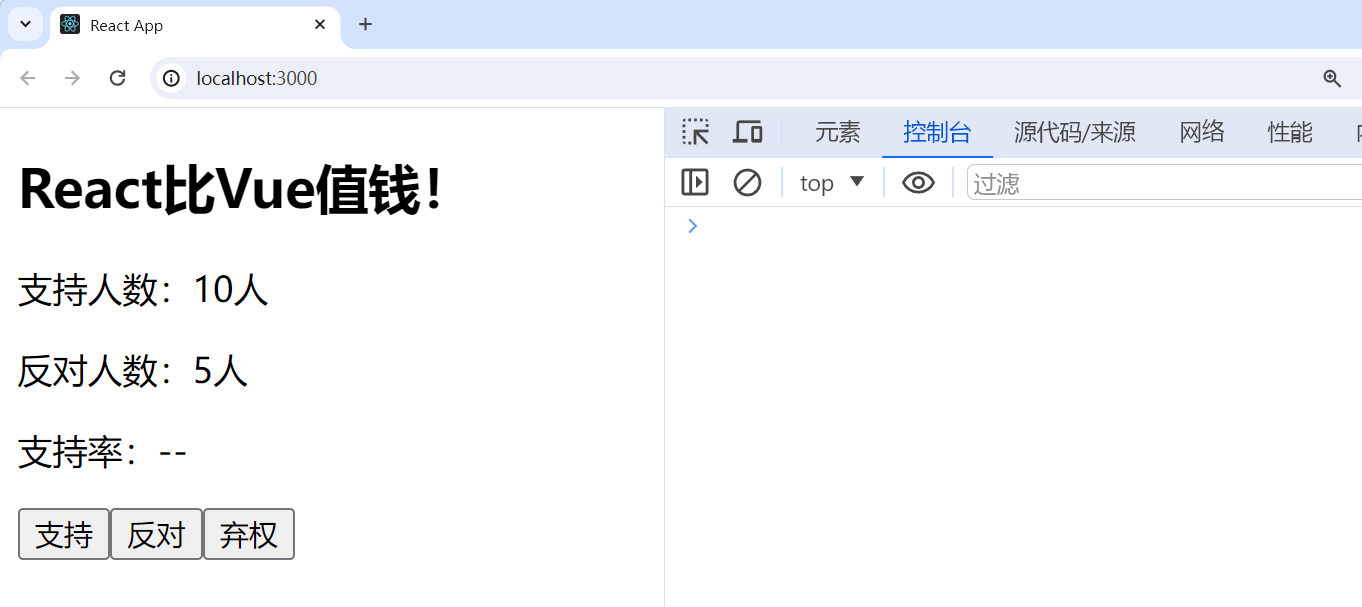 React App
localhost:3000
React比Vue值钱！
支持人数：10人
反对人数：5人
支持率：--
支持 反对 弃权
元素 控制台 源代码/来源 网络 性能
top 过滤